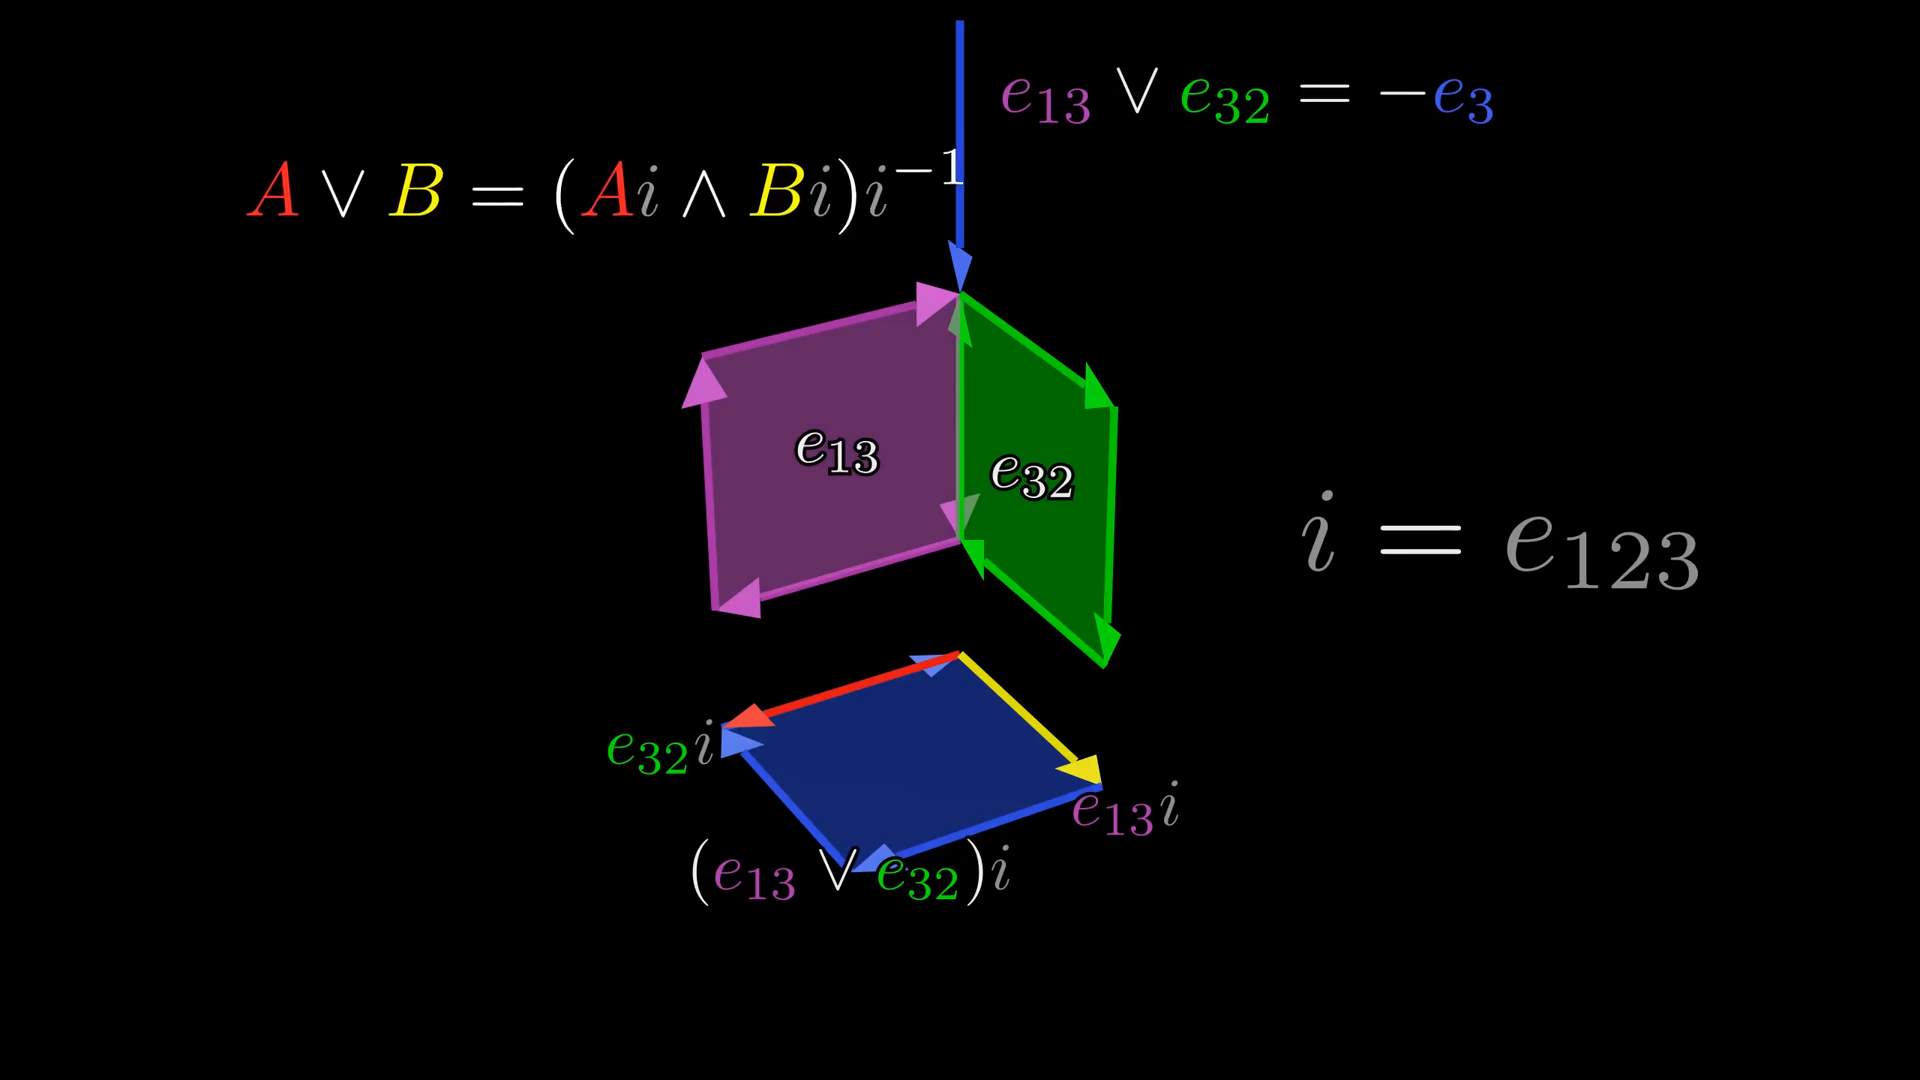 e₁₃ ∨ e₃₂ = −e₃
A ∨ B = (Ai ∧ Bi)i⁻¹
e₁₃
e₃₂
i = e₁₂₃
e₃₂i
e₁₃i
(e₁₃ ∨ e₃₂)i